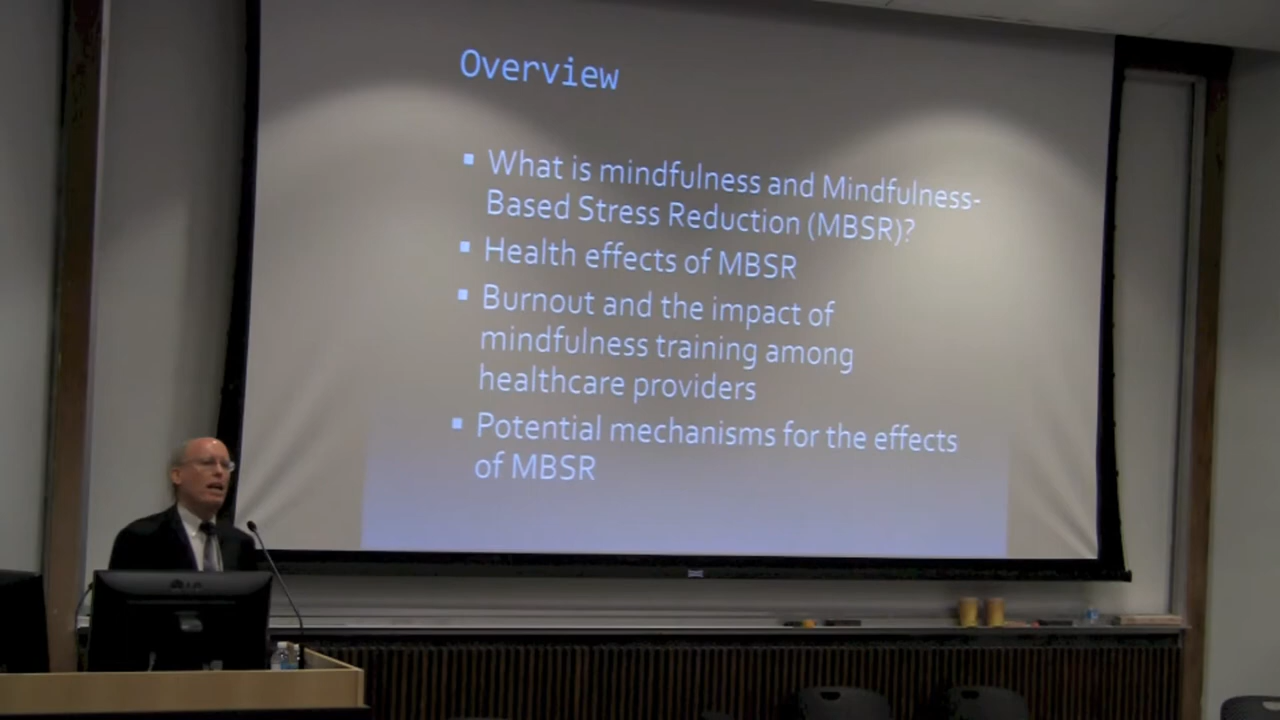 Overview
▪ What is mindfulness and Mindfulness-
Based Stress Reduction (MBSR)?
▪ Health effects of MBSR
▪ Burnout and the impact of
mindfulness training among
healthcare providers
▪ Potential mechanisms for the effects
of MBSR
LG